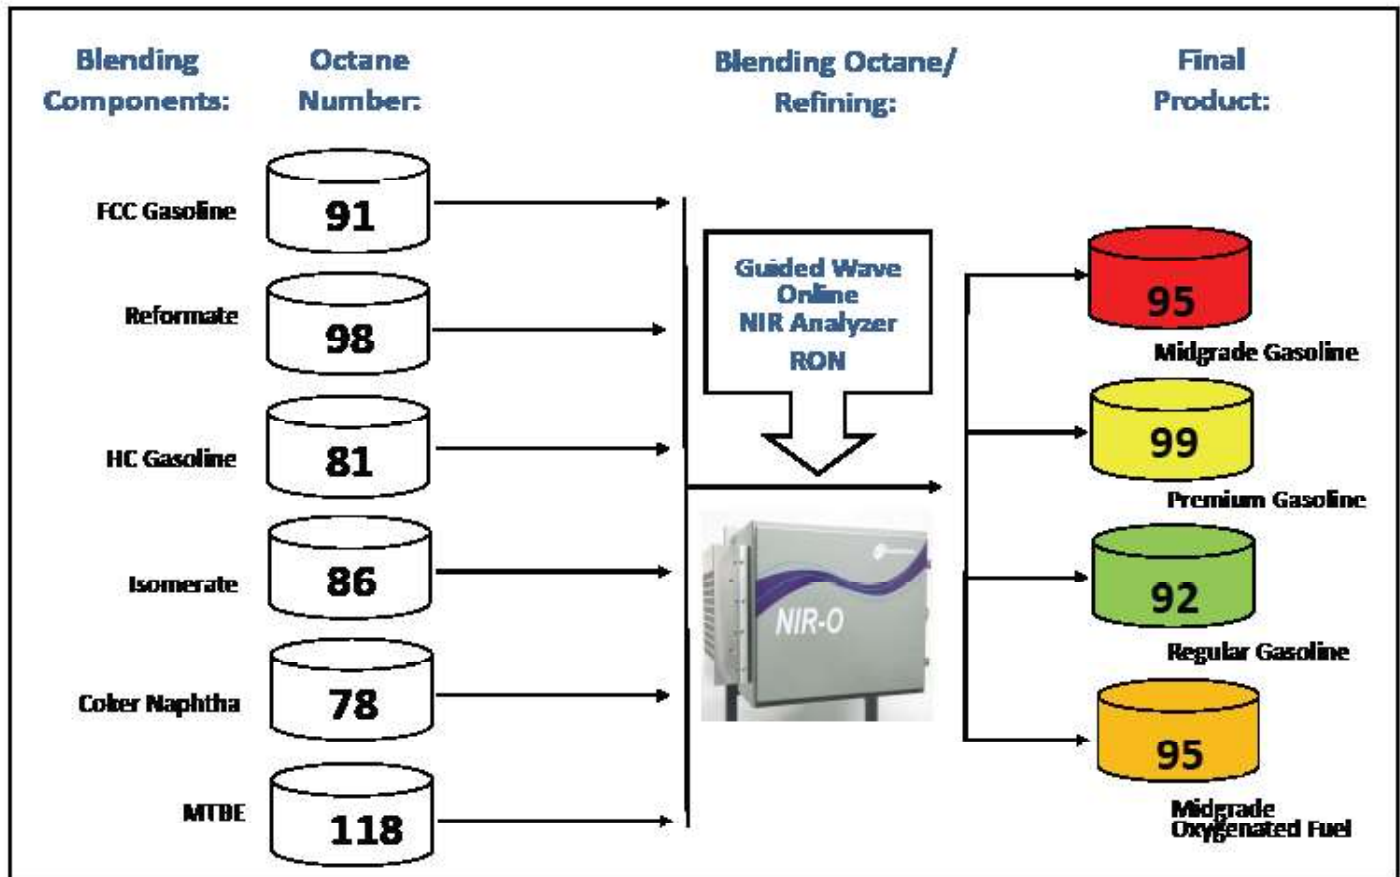 Blending Components:
Octane Number:
Blending Octane/
Refining:
Final
Product:
FCC Gasoline
91
Reformate
98
HC Gasoline
81
Isomerate
86
Coker Naphtha
78
MTBE
118
Guided Wave
Online
NIR Analyzer
RON
NIR-O
95
Midgrade Gasoline
99
Premium Gasoline
92
Regular Gasoline
95
Midgrade
Oxygenated Fuel